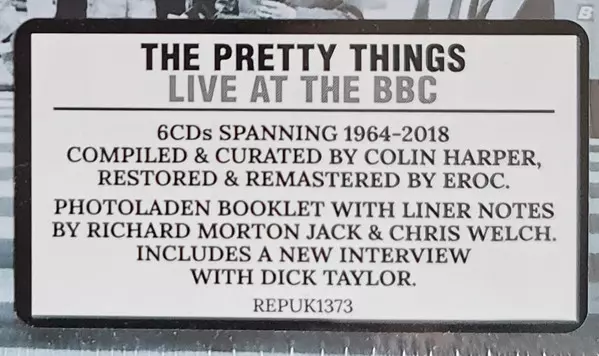 THE PRETTY THINGS
LIVE AT THE BBC
6CDs SPANNING 1964–2018
COMPILED & CURATED BY COLIN HARPER,
RESTORED & REMASTERED BY EROC.
PHOTOLADEN BOOKLET WITH LINER NOTES
BY RICHARD MORTON JACK & CHRIS WELCH.
INCLUDES A NEW INTERVIEW
WITH DICK TAYLOR.
REPUK1373